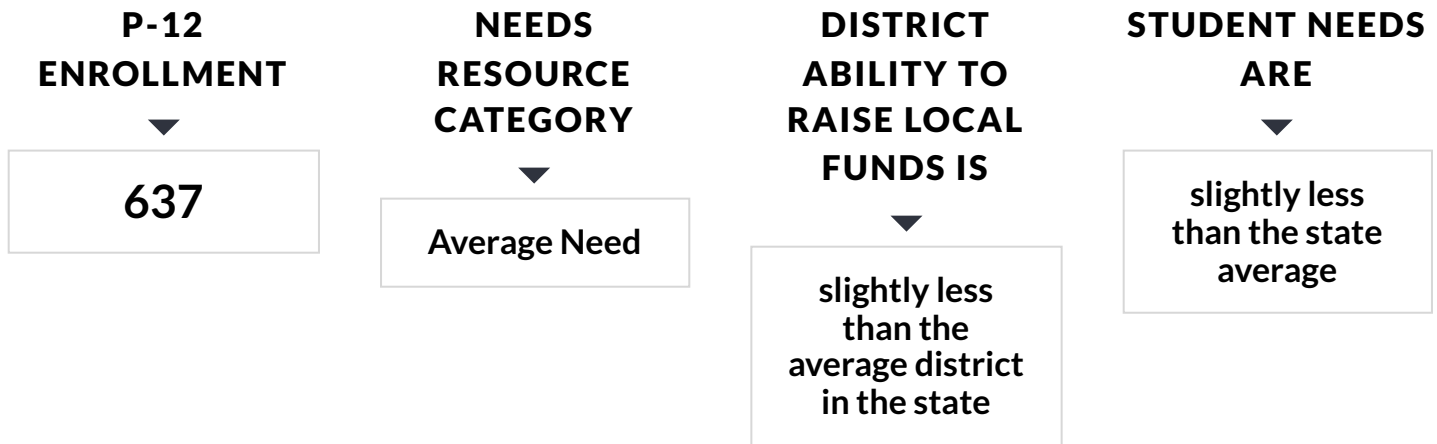 P-12
ENROLLMENT
637
NEEDS
RESOURCE
CATEGORY
Average Need
DISTRICT
ABILITY TO
RAISE LOCAL
FUNDS IS
slightly less
than the
average district
in the state
STUDENT NEEDS
ARE
slightly less
than the state
average